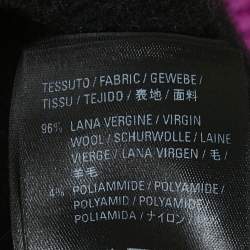 TESSUTO / FABRIC / GEWEBE /
TISSU / TEJIDO / 表地 / 面料
96% LANA VERGINE / VIRGIN
WOOL / SCHURWOLLE / LAINE
VIERGE / LANA VIRGEN / 毛 /
羊毛
4% POLIAMMIDE / POLYAMIDE /
POLYAMID / POLYAMIDE /
POLIAMIDA / ナイロン /